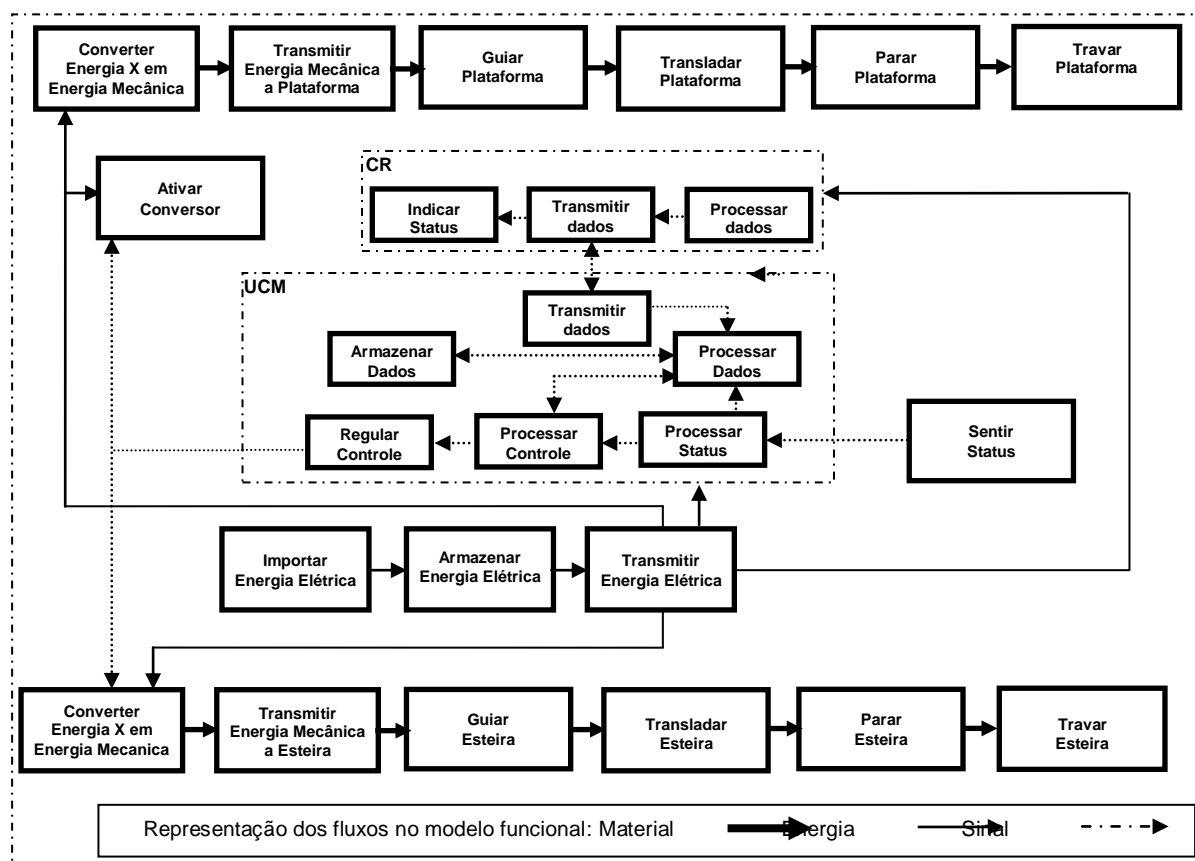 Converter
Energia X em
Energia Mecânica
Transmitir
Energia Mecânica
a Plataforma
Guiar
Plataforma
Transladar
Plataforma
Parar
Plataforma
Travar
Plataforma
Ativar
Conversor
CR
Indicar
Status
Transmitir
dados
Processar
dados
UCM
Transmitir
dados
Armazenar
Dados
Processar
Dados
Regular
Controle
Processar
Controle
Processar
Status
Sentir
Status
Importar
Energia Elétrica
Armazenar
Energia Elétrica
Transmitir
Energia Elétrica
Converter
Energia X em
Energia Mecanica
Transmitir
Energia Mecânica
a Esteira
Guiar
Esteira
Transladar
Esteira
Parar
Esteira
Travar
Esteira
Representação dos fluxos no modelo funcional: Material Energia Sinal